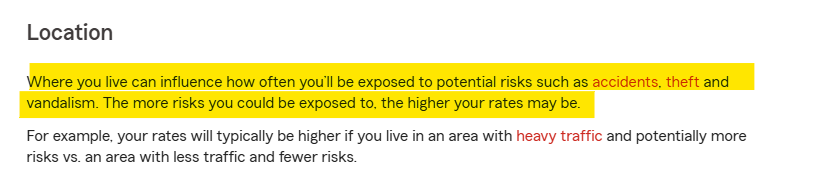 Location
Where you live can influence how often you'll be exposed to potential risks such as accidents, theft and
vandalism. The more risks you could be exposed to, the higher your rates may be.
For example, your rates will typically be higher if you live in an area with heavy traffic and potentially more
risks vs. an area with less traffic and fewer risks.